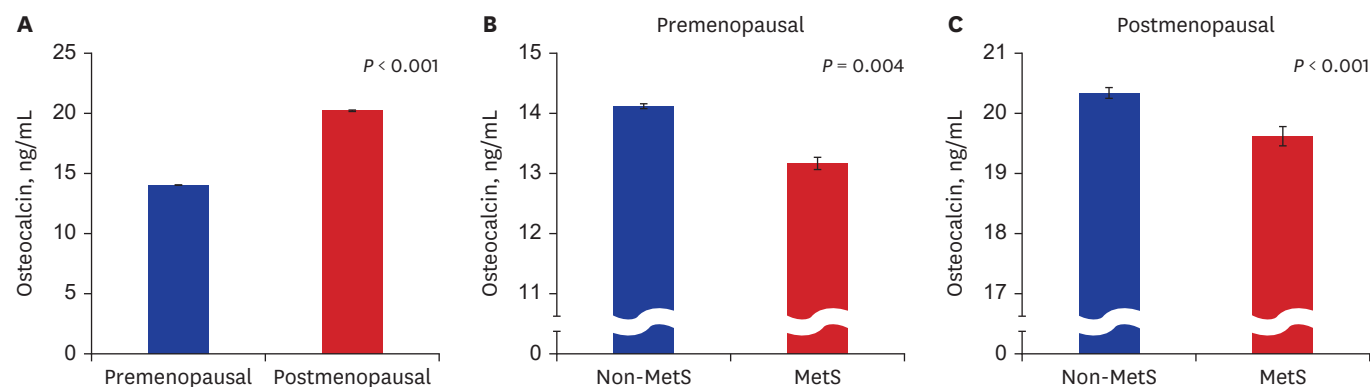 A
Osteocalcin, ng/mL
25
20
15
10
5
0
P < 0.001
Premenopausal
Postmenopausal
B
Premenopausal
Osteocalcin, ng/mL
15
14
13
12
11
0
P = 0.004
Non-MetS
MetS
C
Postmenopausal
Osteocalcin, ng/mL
21
20
19
18
17
0
P < 0.001
Non-MetS
MetS